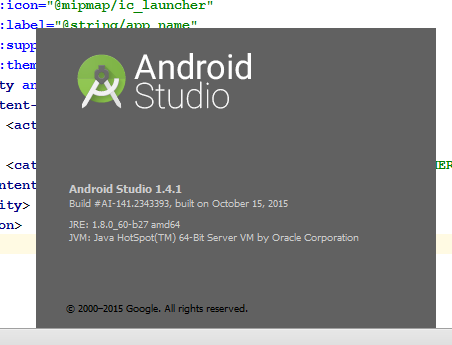 :icon="@mipmap/ic_launcher"
:label="@string/app_name"
:supp
:them
ty an
tent-
<act
<cat
ntent
ity>
on>
ER
Android
Studio
Android Studio 1.4.1
Build #AI-141.2343393, built on October 15, 2015
JRE: 1.8.0_60-b27 amd64
JVM: Java HotSpot(TM) 64-Bit Server VM by Oracle Corporation
© 2000–2015 Google. All rights reserved.